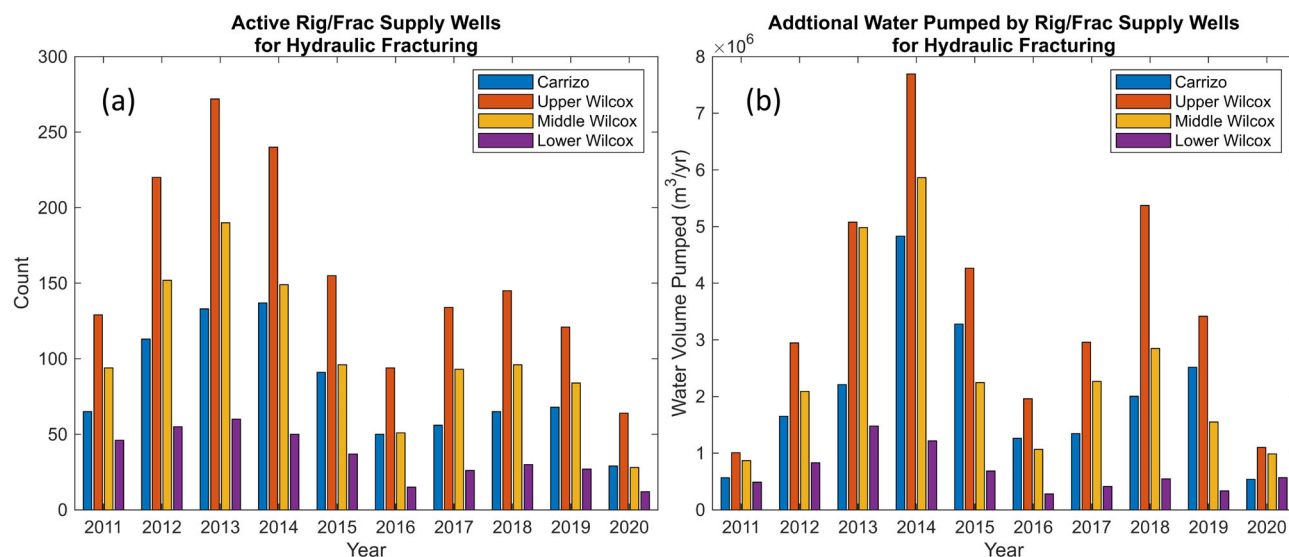 Active Rig/Frac Supply Wells
for Hydraulic Fracturing
(a)
Carrizo
Upper Wilcox
Middle Wilcox
Lower Wilcox
300
250
200
150
100
50
0
Count
2011 2012 2013 2014 2015 2016 2017 2018 2019 2020
Year
Addtional Water Pumped by Rig/Frac Supply Wells
for Hydraulic Fracturing
×10⁶
(b)
Carrizo
Upper Wilcox
Middle Wilcox
Lower Wilcox
8
7
6
5
4
3
2
1
0
Water Volume Pumped (m³/yr)
2011 2012 2013 2014 2015 2016 2017 2018 2019 2020
Year